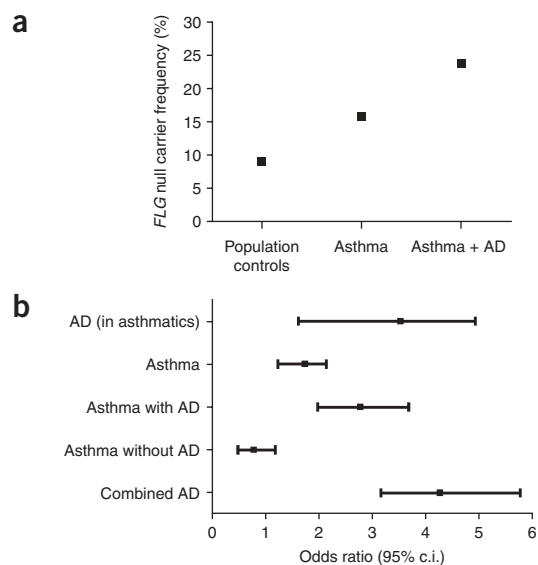 a
FLG null carrier frequency (%)
30
25
20
15
10
5
0
Population
controls
Asthma
Asthma + AD
b
AD (in asthmatics)
Asthma
Asthma with AD
Asthma without AD
Combined AD
0 1 2 3 4 5 6
Odds ratio (95% c.i.)